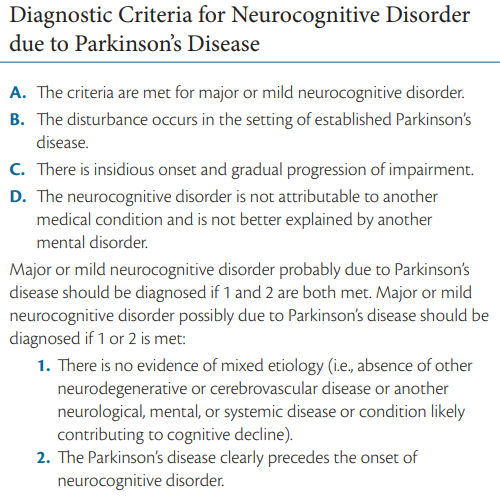 Diagnostic Criteria for Neurocognitive Disorder
due to Parkinson's Disease
A. The criteria are met for major or mild neurocognitive disorder.
B. The disturbance occurs in the setting of established Parkinson's
disease.
C. There is insidious onset and gradual progression of impairment.
D. The neurocognitive disorder is not attributable to another
medical condition and is not better explained by another
mental disorder.
Major or mild neurocognitive disorder probably due to Parkinson's
disease should be diagnosed if 1 and 2 are both met. Major or mild
neurocognitive disorder possibly due to Parkinson's disease should be
diagnosed if 1 or 2 is met:
1. There is no evidence of mixed etiology (i.e., absence of other
neurodegenerative or cerebrovascular disease or another
neurological, mental, or systemic disease or condition likely
contributing to cognitive decline).
2. The Parkinson's disease clearly precedes the onset of
neurocognitive disorder.